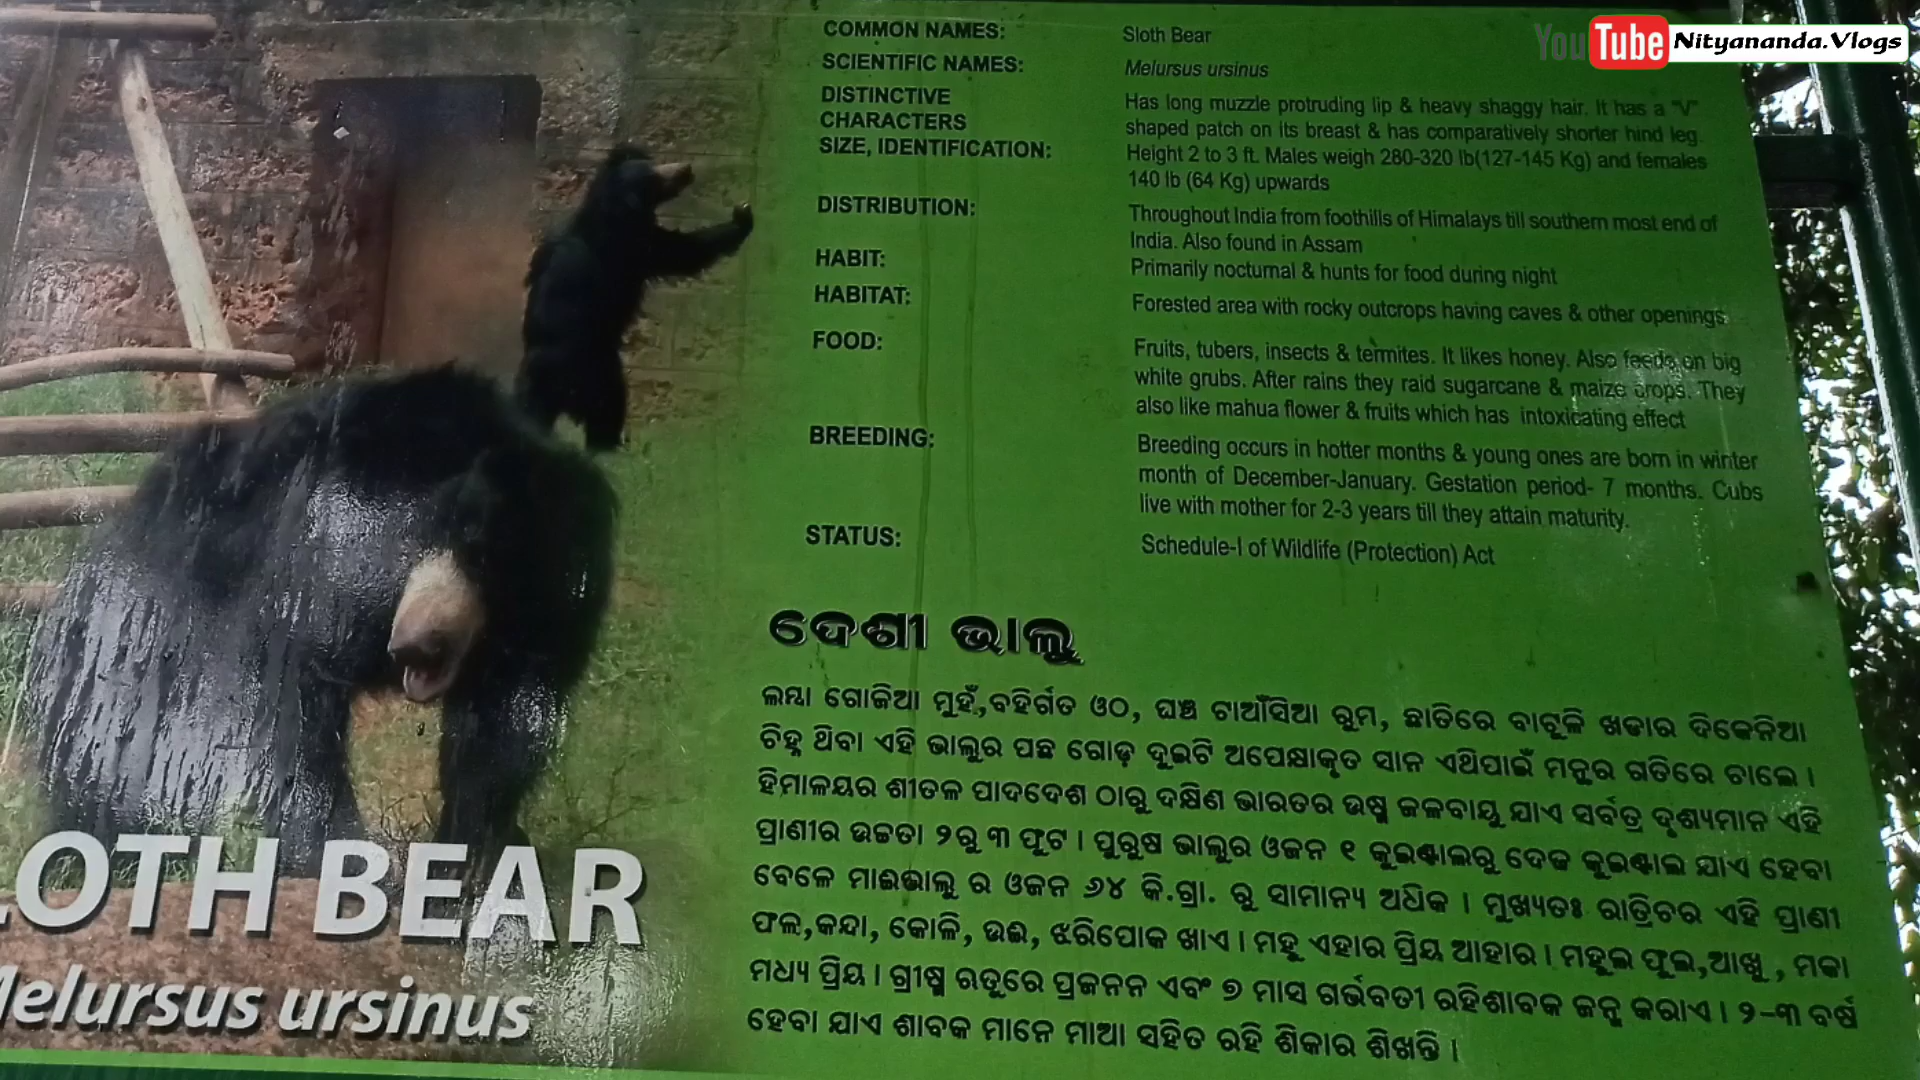 YouTube Nityananda.Vlogs
COMMON NAMES: Sloth Bear
SCIENTIFIC NAMES: Melursus ursinus
DISTINCTIVE CHARACTERS
Has long muzzle protruding lip & heavy shaggy hair. It has a "V"
shaped patch on its breast & has comparatively shorter hind leg.
SIZE, IDENTIFICATION: Height 2 to 3 ft. Males weigh 280-320 lb(127-145 Kg) and females
140 lb (64 Kg) upwards
DISTRIBUTION: Throughout India from foothills of Himalays till southern most end of
India. Also found in Assam
HABIT: Primarily nocturnal & hunts for food during night
HABITAT: Forested area with rocky outcrops having caves & other openings
FOOD: Fruits, tubers, insects & termites. It likes honey. Also feeds on big
white grubs. After rains they raid sugarcane & maize crops. They
also like mahua flower & fruits which has intoxicating effect
BREEDING: Breeding occurs in hotter months & young ones are born in winter
month of December-January. Gestation period- 7 months. Cubs
live with mother for 2-3 years till they attain maturity.
STATUS: Schedule-I of Wildlife (Protection) Act
ଦେଶୀ ଭାଲୁ
ଲମ୍ବା ଗୋଜିଆ ମୁହଁ,ବହିର୍ଗତ ଓଠ, ଘଞ୍ଚ ଟାଆଁସିଆ ରୁମ, ଛାତିରେ ବାଟୂଳି ଖଡାର ଦିକେନିଆ
ଚିହ୍ନ ଥିବା ଏହି ଭାଲୁର ପଛ ଗୋଢ଼ ଦୁଇଟି ଅପେକ୍ଷାକୃତ ସାନ ଏଥିପାଇଁ ମନ୍ଥର ଗତିରେ ଚାଲେ ।
ହିମାଳୟର ଶୀତଳ ପାଦଦେଶ ଠାରୁ ଦକ୍ଷିଣ ଭାରତର ଉଷ୍ମ ଜଳବାୟୁ ଯାଏ ସର୍ବତ୍ର ଦୃଶ୍ୟମାନ ଏହି
ପ୍ରାଣୀର ଉଚ୍ଚତା ୨ରୁ ୩ ଫୁଟ । ପୁରୁଷ ଭାଲୁର ଓଜନ ୧ କୁଇଣ୍ଟାଲରୁ ଦେଢ କୁଇଣ୍ଟାଲ ଯାଏ ହେବା
ବେଳେ ମାଈଭାଲୁ ର ଓଜନ ୬୪ କି.ଗ୍ରା. ରୁ ସାମାନ୍ୟ ଅଧିକ । ମୁଖ୍ୟତଃ ରାତ୍ରିଚର ଏହି ପ୍ରାଣୀ
ଫଲ,କନ୍ଦା, କୋଳି, ଉଈ, ଝରିପୋକ ଖାଏ । ମହୁ ଏହାର ପ୍ରିୟ ଆହାର । ମହୁଲ ଫୁଲ,ଆଖୁ , ମକା
ମଧ୍ୟ ପ୍ରିୟ । ଗ୍ରୀଷ୍ମ ଋତୁରେ ପ୍ରଜନନ ଏବଂ ୭ ମାସ ଗର୍ଭବତୀ ରହିଶାବକ ଜନ୍ମ କରାଏ । ୨-୩ ବର୍ଷ
ହେବା ଯାଏ ଶାବକ ମାନେ ମାଆ ସହିତ ରହି ଶିକାର ଶିଖନ୍ତି ।
LOTH BEAR
Melursus ursinus